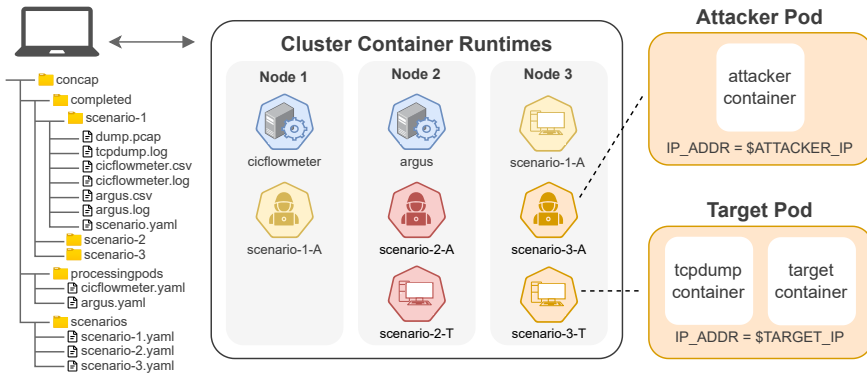 concap
completed
scenario-1
dump.pcap
tcpdump.log
cicflowmeter.csv
cicflowmeter.log
argus.csv
argus.log
scenario.yaml
scenario-2
scenario-3
processingpods
cicflowmeter.yaml
argus.yaml
scenarios
scenario-1.yaml
scenario-2.yaml
scenario-3.yaml
Cluster Container Runtimes
Node 1
cicflowmeter
scenario-1-A
Node 2
argus
scenario-2-A
scenario-2-T
Node 3
scenario-1-A
scenario-3-A
scenario-3-T
Attacker Pod
attacker
container
IP_ADDR = $ATTACKER_IP
Target Pod
tcpdump
container
target
container
IP_ADDR = $TARGET_IP